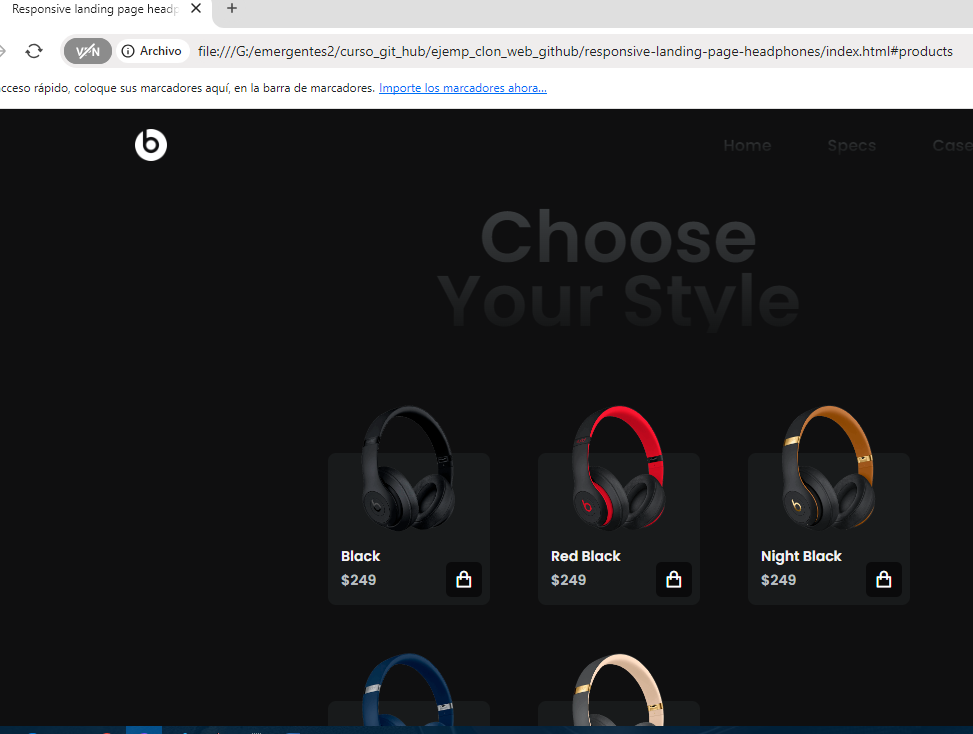 Responsive landing page headp
VPN
Archivo
file:///G:/emergentes2/curso_git_hub/ejemp_clon_web_github/responsive-landing-page-headphones/index.html#products
cceso rápido, coloque sus marcadores aquí, en la barra de marcadores. Importe los marcadores ahora...
b
Home Specs Case
Choose
Your Style
Black
$249
Red Black
$249
Night Black
$249